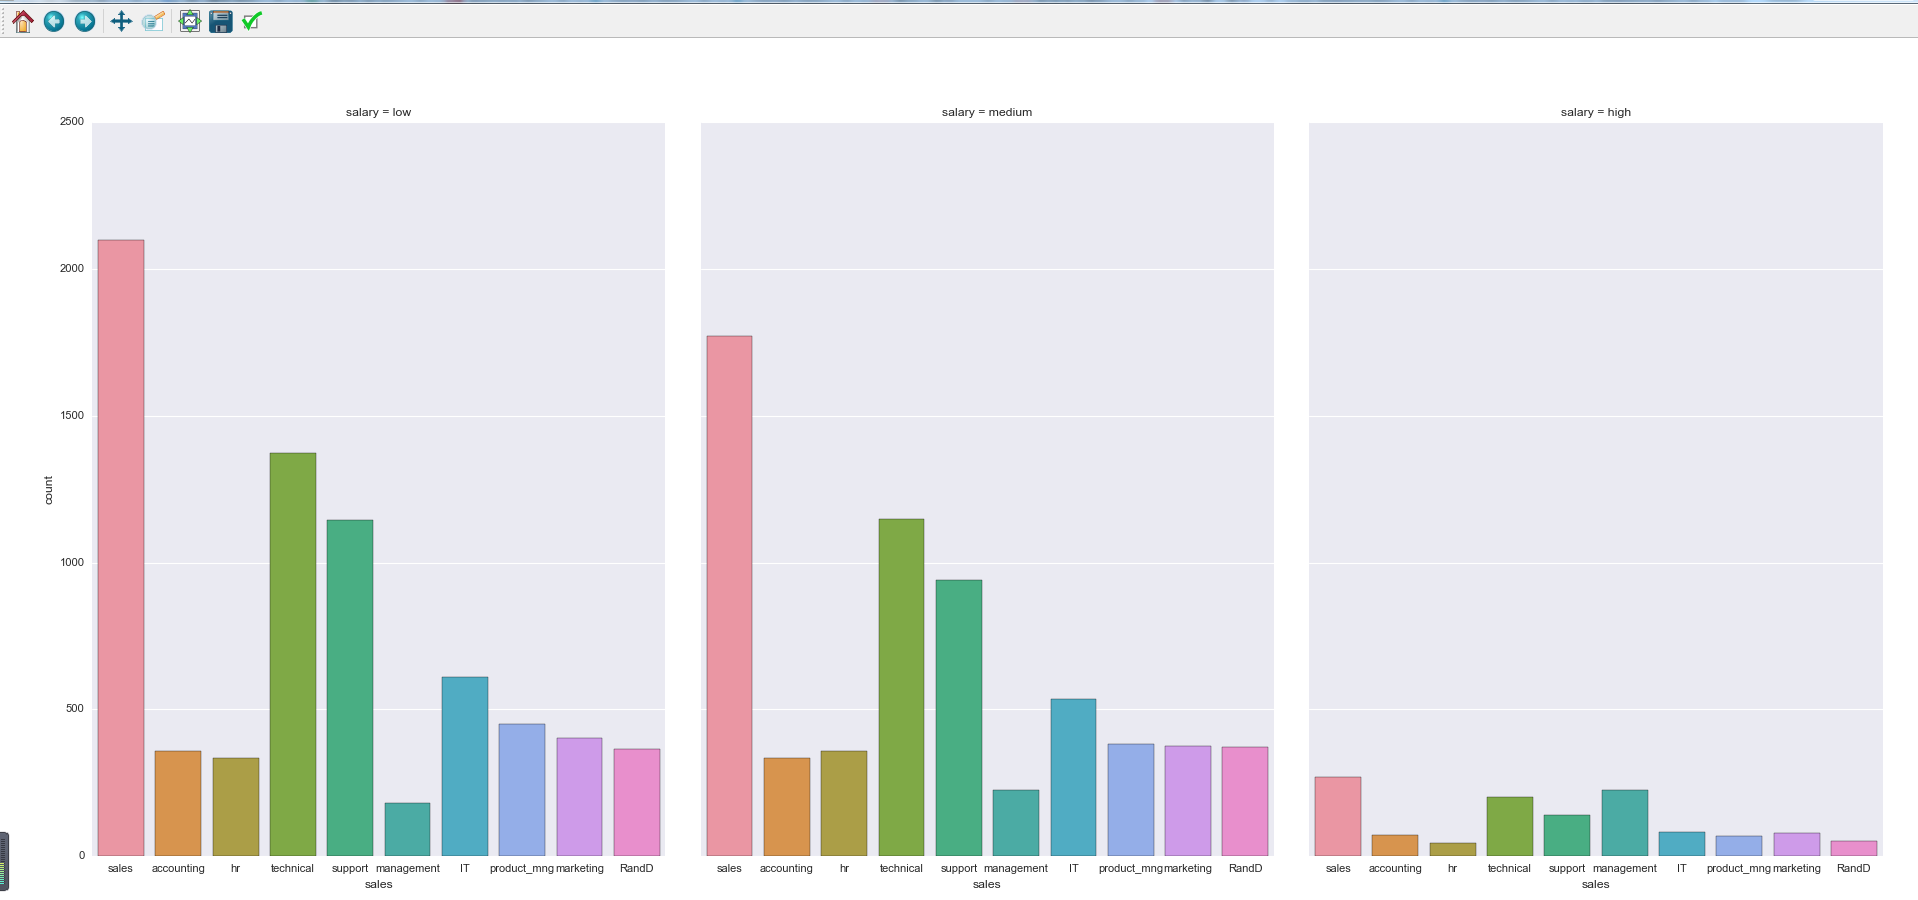 salary = low
salary = medium
salary = high
2500
2000
1500
1000
500
0
count
sales accounting hr technical support management IT product_mng marketing RandD
sales
sales accounting hr technical support management IT product_mng marketing RandD
sales
sales accounting hr technical support management IT product_mng marketing RandD
sales